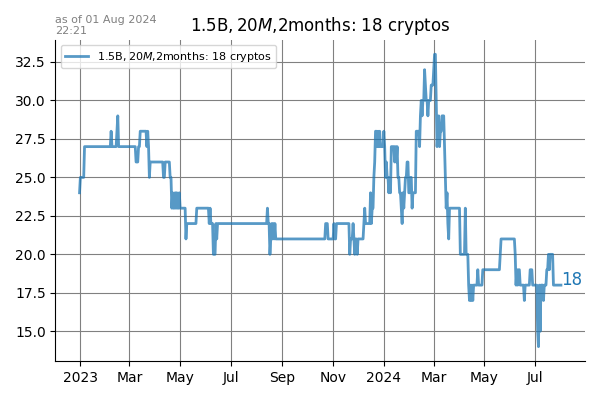 as of 01 Aug 2024
22:21
1.5B, 20M,2months: 18 cryptos
1.5B, 20M,2months: 18 cryptos
32.5
30.0
27.5
25.0
22.5
20.0
17.5
15.0
18
2023 Mar May Jul Sep Nov 2024 Mar May Jul